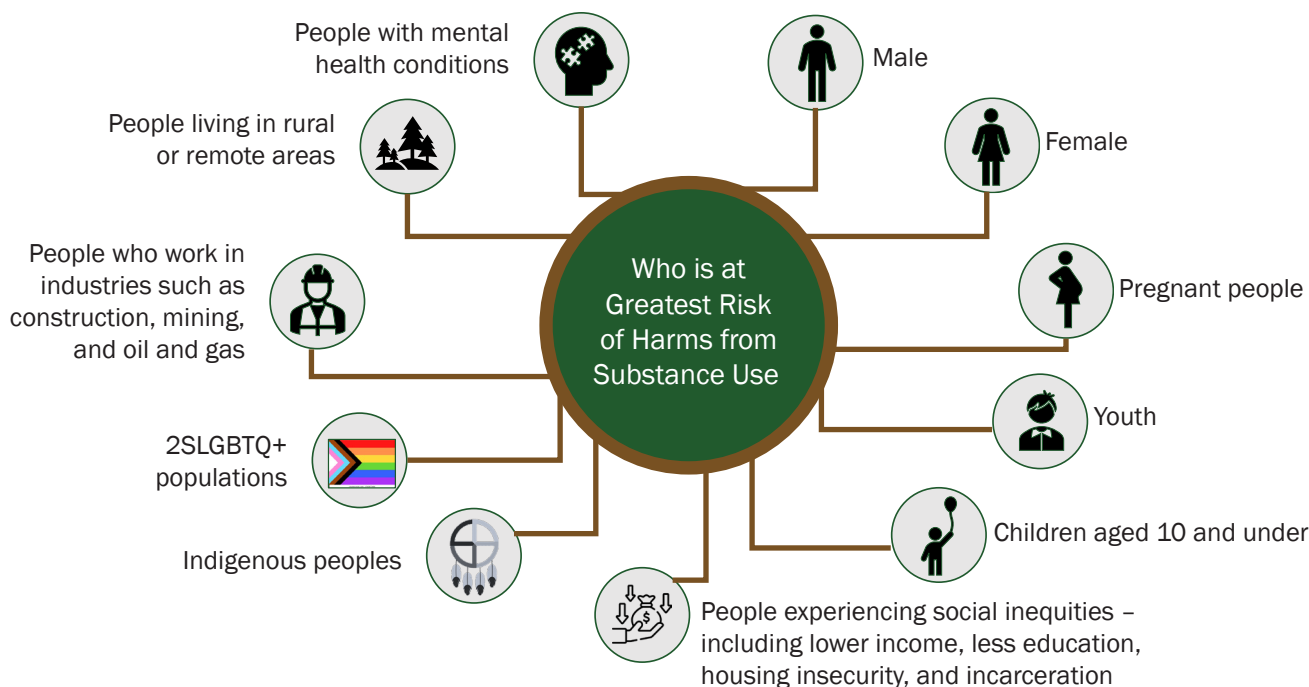 Who is at
Greatest Risk
of Harms from
Substance Use
People with mental
health conditions
Male
Female
Pregnant people
Youth
Children aged 10 and under
People experiencing social inequities –
including lower income, less education,
housing insecurity, and incarceration
Indigenous peoples
2SLGBTQ+
populations
People who work in
industries such as
construction, mining,
and oil and gas
People living in rural
or remote areas
$